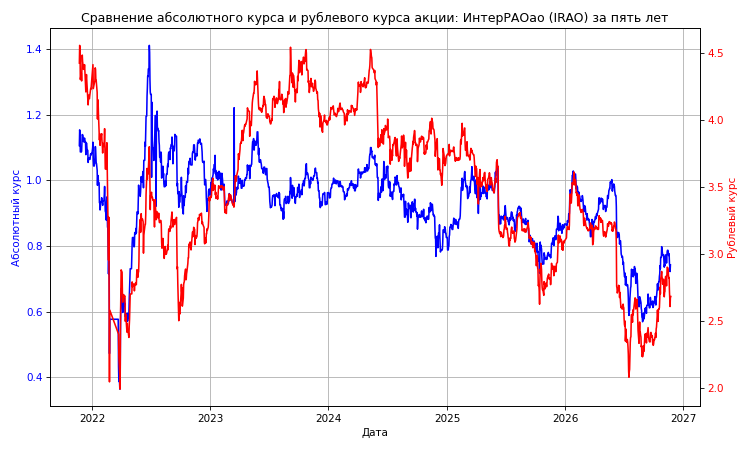 Сравнение абсолютного курса и рублевого курса акции: ИнтерРАОао (IRAO) за пять лет
1.4
1.2
1.0
0.8
0.6
0.4
Абсолютный курс
4.5
4.0
3.5
3.0
2.5
2.0
Рублевый курс
2022 2023 2024 2025 2026 2027
Дата